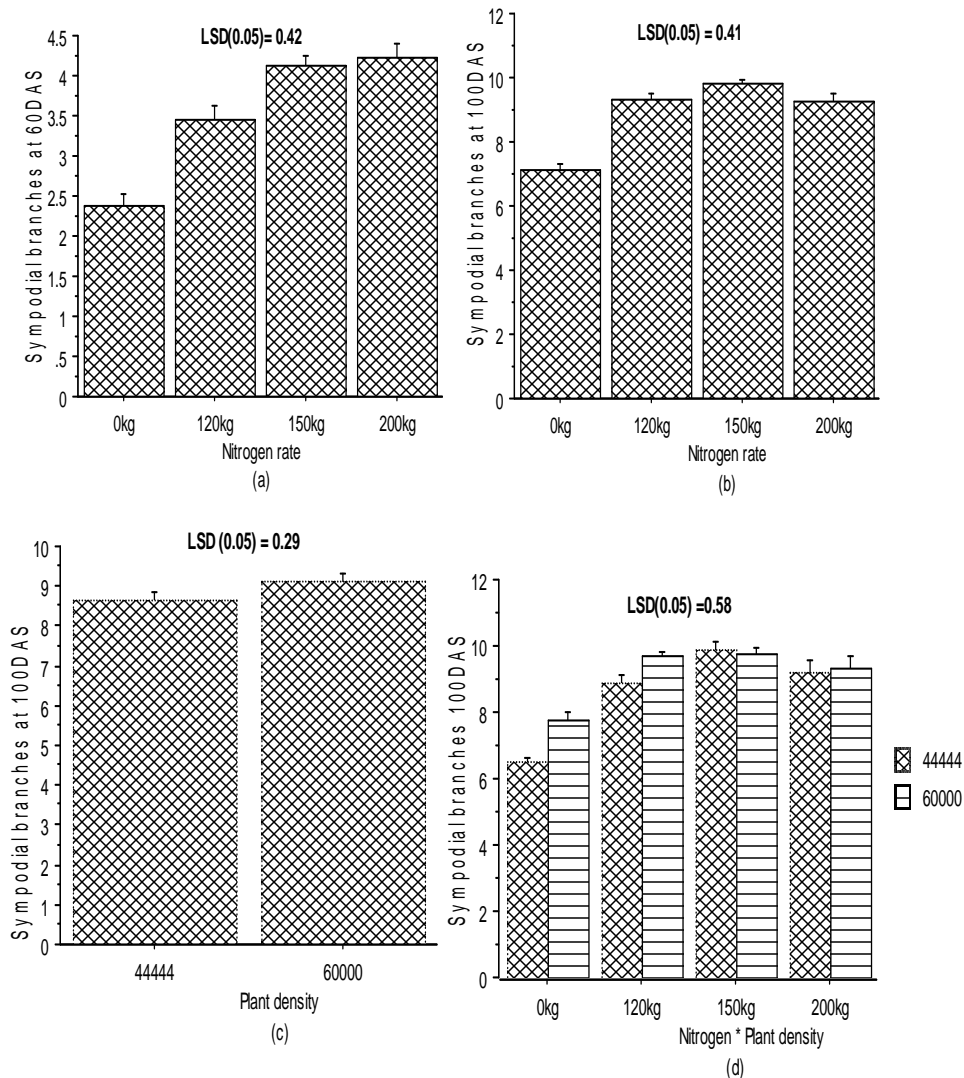 LSD(0.05)= 0.42
Sympodial branches at 60DAS
4.5
4
3.5
3
2.5
2
1.5
1
.5
0
0kg 120kg 150kg 200kg
Nitrogen rate
(a)
LSD(0.05) = 0.41
Sympodial branches at 100DAS
12
10
8
6
4
2
0
0kg 120kg 150kg 200kg
Nitrogen rate
(b)
LSD (0.05) = 0.29
Sympodial branches at 100DAS
10
9
8
7
6
5
4
3
2
1
0
44444 60000
Plant density
(c)
LSD(0.05) =0.58
Sympodial branches 100DAS
12
10
8
6
4
2
0
0kg 120kg 150kg 200kg
Nitrogen * Plant density
(d)
44444
60000